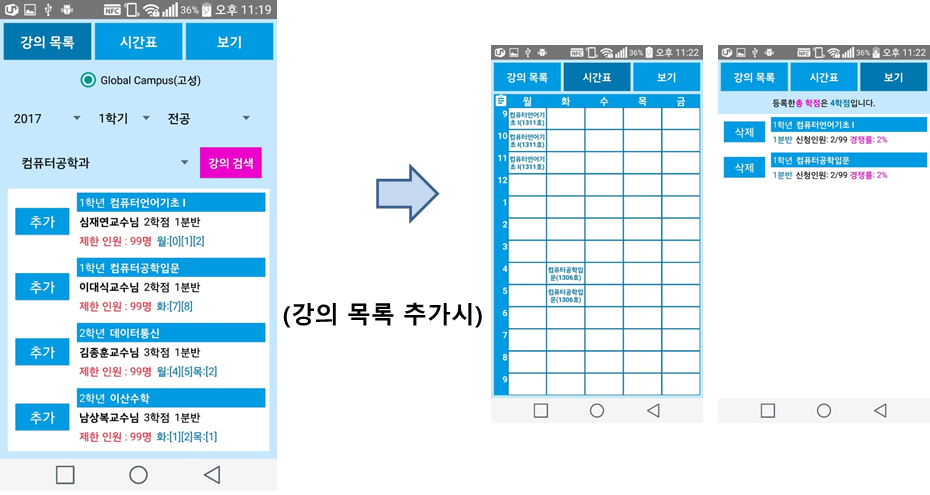 NFC 36% 오후 11:19
강의 목록 시간표 보기
Global Campus(고성)
2017 1학기 전공
컴퓨터공학과 강의 검색
1학년 컴퓨터언어기초 I
추가 심재연교수님 2학점 1분반
제한 인원 : 99명 월:[0][1][2]
1학년 컴퓨터공학입문
추가 이대식교수님 2학점 1분반
제한 인원 : 99명 화:[7][8]
2학년 데이터통신
추가 김종훈교수님 3학점 1분반
제한 인원 : 99명 월:[4][5]목:[2]
2학년 이산수학
추가 남상복교수님 3학점 1분반
제한 인원 : 99명 화:[1][2]목:[1]
(강의 목록 추가시)
NFC 36% 오후 11:22
강의 목록 시간표 보기
월 화 수 목 금
9 컴퓨터언어기
초 I(1311호)
10 컴퓨터언어기
초 I(1311호)
11 컴퓨터언어기
초 I(1311호)
12
1
2
3
4 컴퓨터공학입
문(1306호)
5 컴퓨터공학입
문(1306호)
6
7
8
9
NFC 36% 오후 11:22
강의 목록 시간표 보기
등록한총 학점은 4학점입니다.
삭제 1학년 컴퓨터언어기초 I
1분반 신청인원: 2/99 경쟁률: 2%
삭제 1학년 컴퓨터공학입문
1분반 신청인원: 2/99 경쟁률: 2%